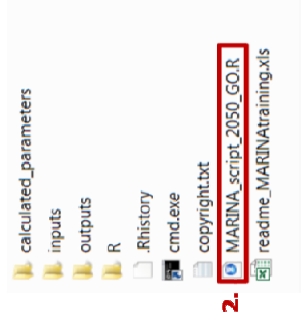 calculated_parameters
inputs
outputs
R
.Rhistory
cmd.exe
copyright.txt
2. MARINA_script_2050_GO.R
readme_MARINAtraining.xls